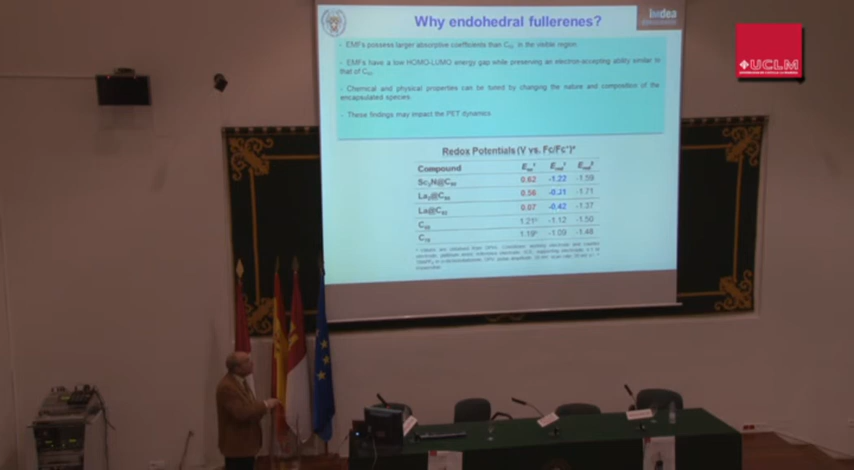 Why endohedral fullerenes?
imdea
UCLM
- EMFs possess larger absorptive coefficients than C60 in the visible region
- EMFs have a low HOMO-LUMO energy gap while preserving an electron-accepting ability similar to
that of C60
- Chemical and physical properties can be tuned by changing the nature and composition of the
encapsulated species.
- These findings may impact the PET dynamics
Redox Potentials (V vs. Fc/Fc+)a
Compound
Sc3N@C80 0.62 -1.22 -1.59
La2@C80 0.56 -0.31 -1.71
La@C82 0.07 -0.42 -1.37
C60 1.21 -1.12 -1.50
C70 1.19 -1.09 -1.48